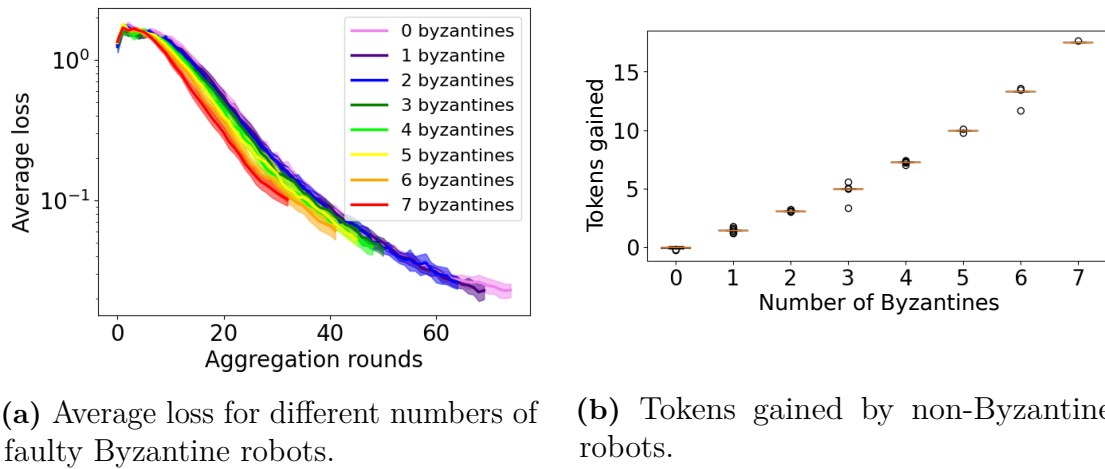 Average loss
10⁰
10⁻¹
0 byzantines
1 byzantine
2 byzantines
3 byzantines
4 byzantines
5 byzantines
6 byzantines
7 byzantines
0 20 40 60
Aggregation rounds
Tokens gained
15
10
5
0
0 1 2 3 4 5 6 7
Number of Byzantines
(a) Average loss for different numbers of
faulty Byzantine robots.
(b) Tokens gained by non-Byzantine
robots.